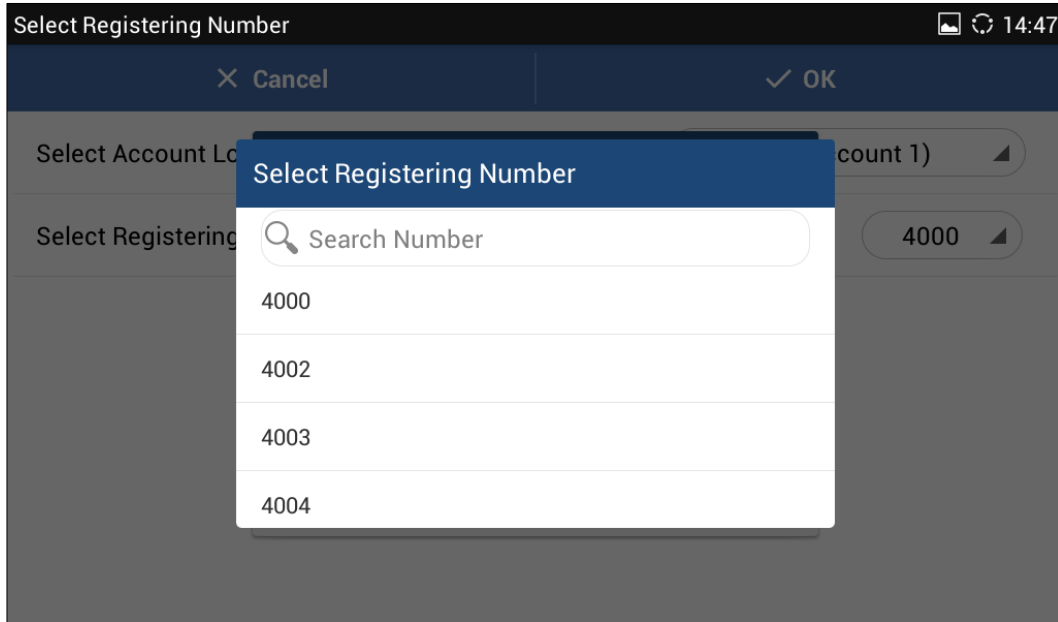 Select Registering Number 14:47
Cancel OK
Select Account Lo count 1)
Select Registering Number
Select Registering 4000
Search Number
4000
4002
4003
4004